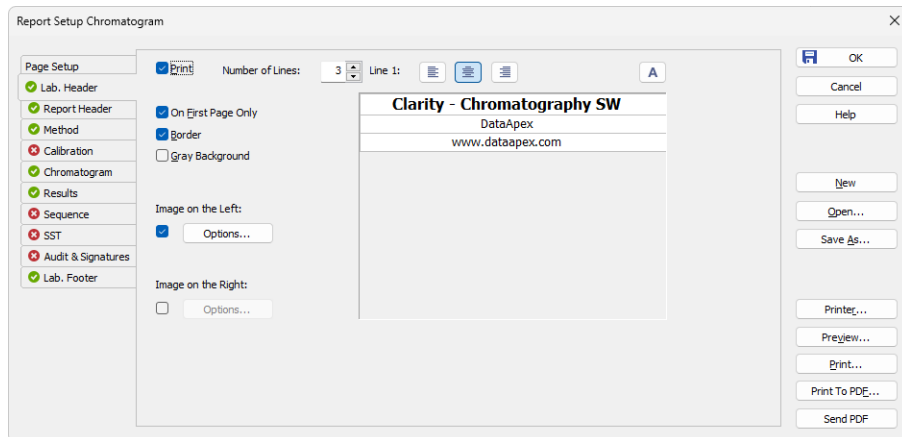 Report Setup Chromatogram
Page Setup
Lab. Header
Report Header
Method
Calibration
Chromatogram
Results
Sequence
SST
Audit & Signatures
Lab. Footer
Print Number of Lines: 3 Line 1: A
On First Page Only
Border
Gray Background
Image on the Left:
Options...
Image on the Right:
Options...
Clarity - Chromatography SW
DataApex
www.dataapex.com
OK
Cancel
Help
New
Open...
Save As...
Printer...
Preview...
Print...
Print To PDF...
Send PDF